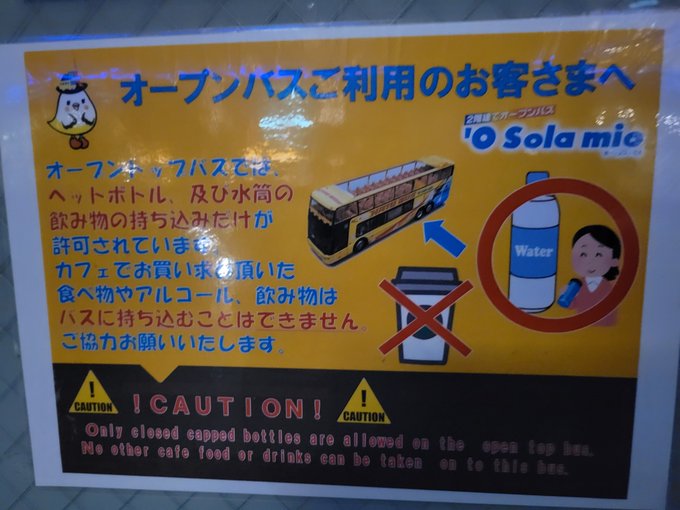 オープンバスご利用のお客さまへ
2階建てオープンバス
'O Sola mio
オープントップバスでは、
ペットボトル、及び水筒の
飲み物の持ち込みだけが
許可されています。
カフェでお買い求め頂いた
食べ物やアルコール、飲み物は
バスに持ち込むことはできません。
ご協力お願いいたします。
Water
! CAUTION
!CAUTION!
! CAUTION
Only closed capped bottles are allowed on the open top bus.
No other cafe food or drinks can be taken on to this bus.